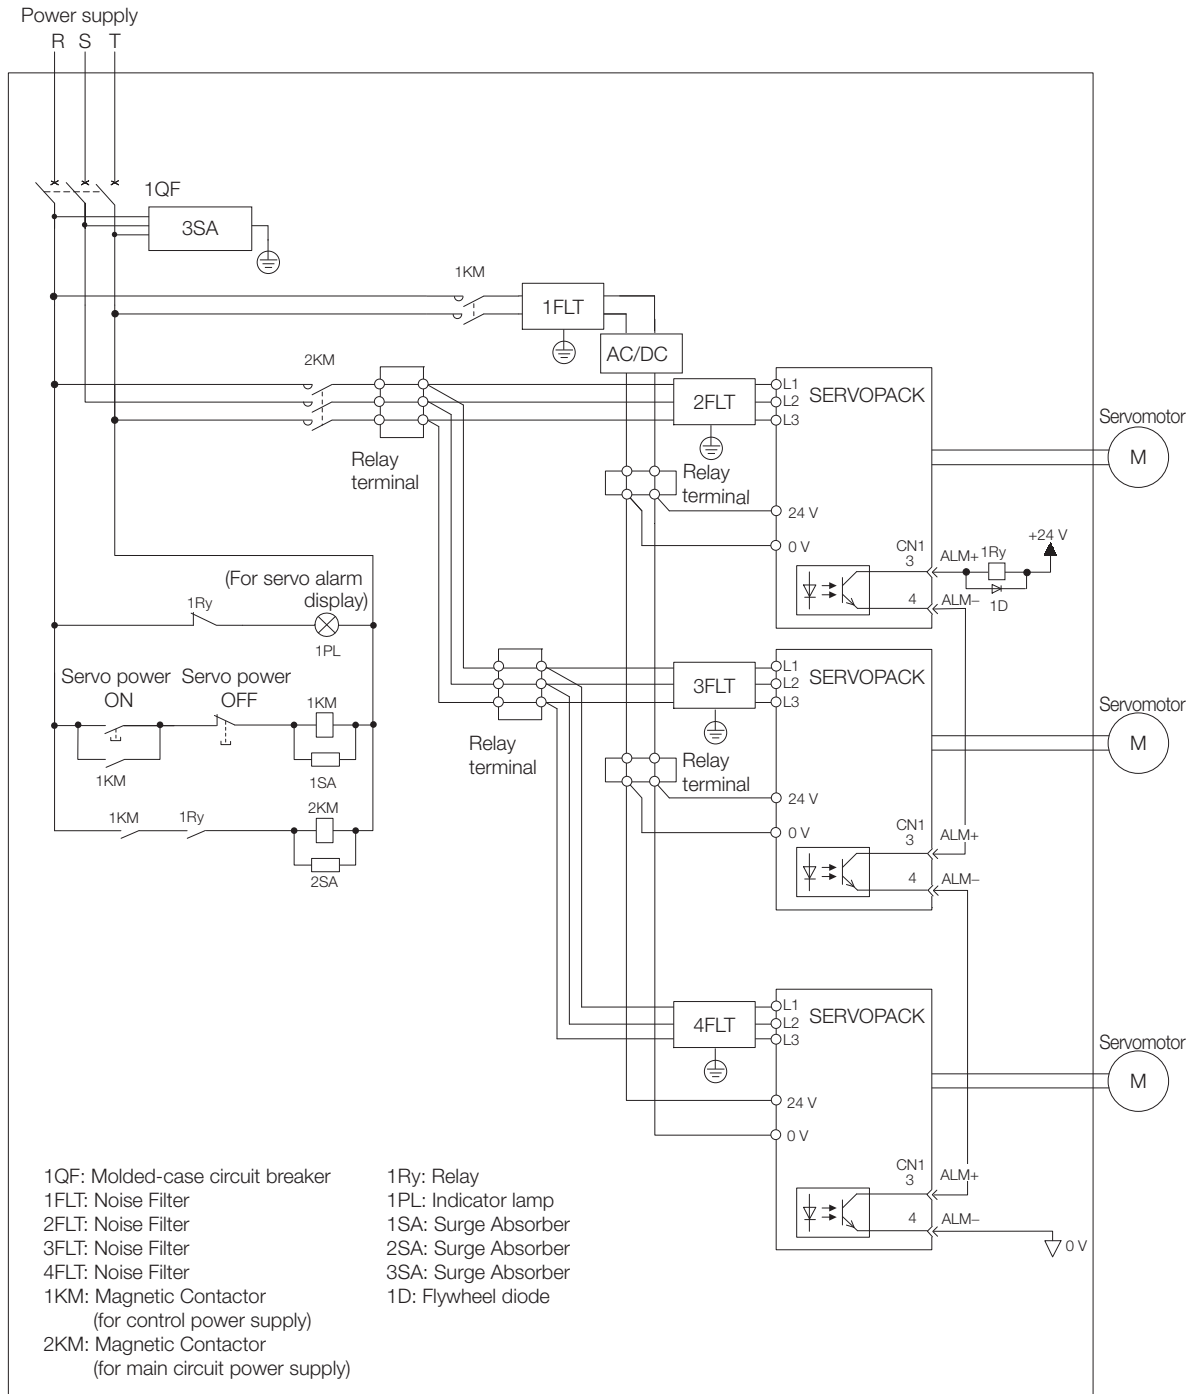 Power supply
R S T
1QF
3SA
1KM
1FLT
AC/DC
2KM
Relay
terminal
2FLT
L1
L2
L3
SERVOPACK
Servomotor
M
Relay
terminal
24 V
0 V
CN1
3
ALM+
1Ry
+24 V
4
ALM–
1D
(For servo alarm
display)
1Ry
1PL
Servo power
ON
Servo power
OFF
1KM
1KM
1SA
1KM
1Ry
2KM
2SA
Relay
terminal
3FLT
L1
L2
L3
SERVOPACK
Servomotor
M
Relay
terminal
24 V
0 V
CN1
3
ALM+
4
ALM–
4FLT
L1
L2
L3
SERVOPACK
Servomotor
M
24 V
0 V
CN1
3
ALM+
4
ALM–
0 V
1QF: Molded-case circuit breaker
1FLT: Noise Filter
2FLT: Noise Filter
3FLT: Noise Filter
4FLT: Noise Filter
1KM: Magnetic Contactor
(for control power supply)
2KM: Magnetic Contactor
(for main circuit power supply)
1Ry: Relay
1PL: Indicator lamp
1SA: Surge Absorber
2SA: Surge Absorber
3SA: Surge Absorber
1D: Flywheel diode